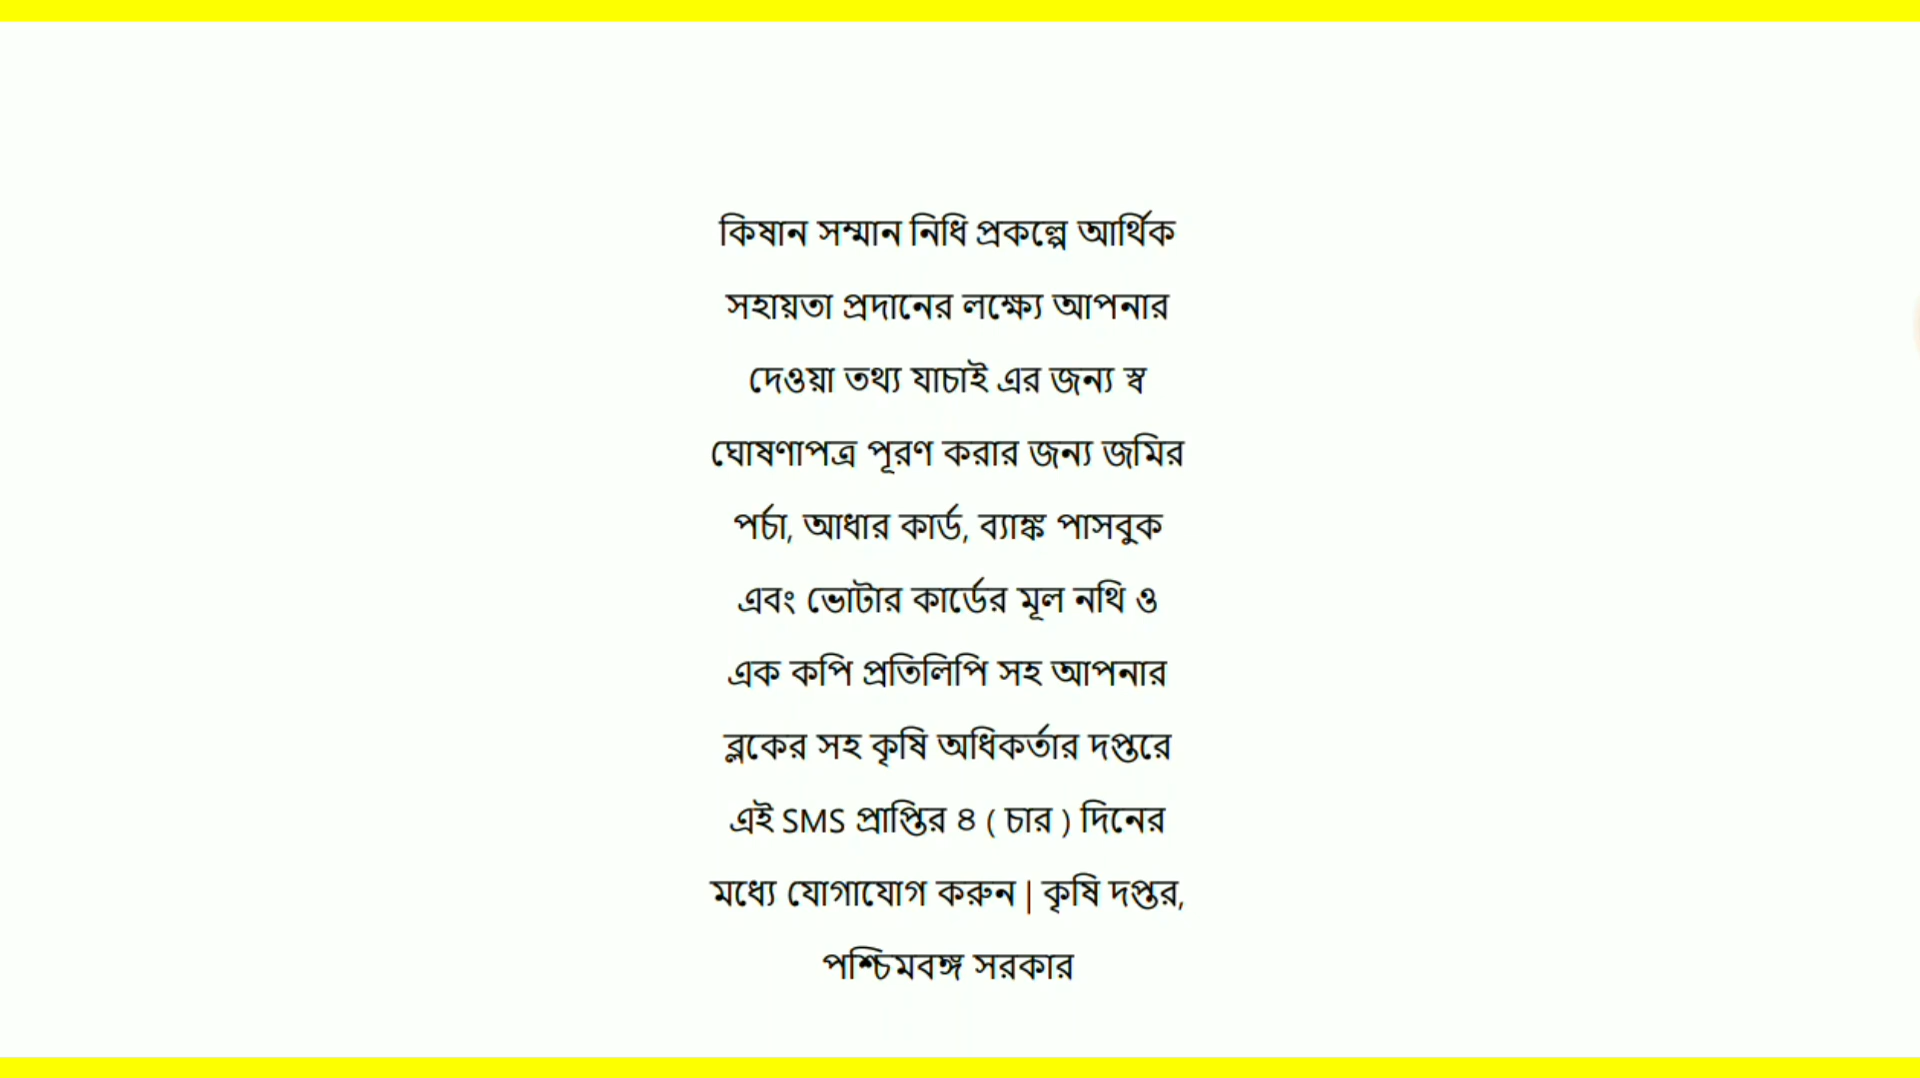 কিষান সম্মান নিধি প্রকল্পে আর্থিক
সহায়তা প্রদানের লক্ষ্যে আপনার
দেওয়া তথ্য যাচাই এর জন্য স্ব
ঘোষণাপত্র পূরণ করার জন্য জমির
পর্চা, আধার কার্ড, ব্যাঙ্ক পাসবুক
এবং ভোটার কার্ডের মূল নথি ও
এক কপি প্রতিলিপি সহ আপনার
ব্লকের সহ কৃষি অধিকর্তার দপ্তরে
এই SMS প্রাপ্তির ৪ ( চার ) দিনের
মধ্যে যোগাযোগ করুন | কৃষি দপ্তর,
পশ্চিমবঙ্গ সরকার